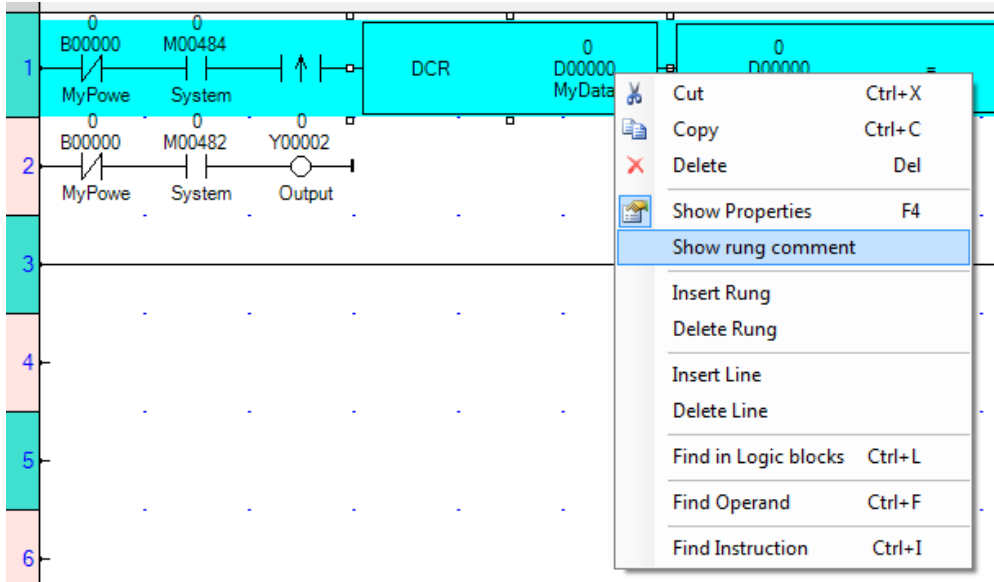 0 0
B00000 M00484 0 0
1 DCR D00000 D00000 =
MyPowe System MyData
0 0 0
B00000 M00482 Y00002
2
MyPowe System Output
3
4
5
6
Cut Ctrl+X
Copy Ctrl+C
Delete Del
Show Properties F4
Show rung comment
Insert Rung
Delete Rung
Insert Line
Delete Line
Find in Logic blocks Ctrl+L
Find Operand Ctrl+F
Find Instruction Ctrl+I